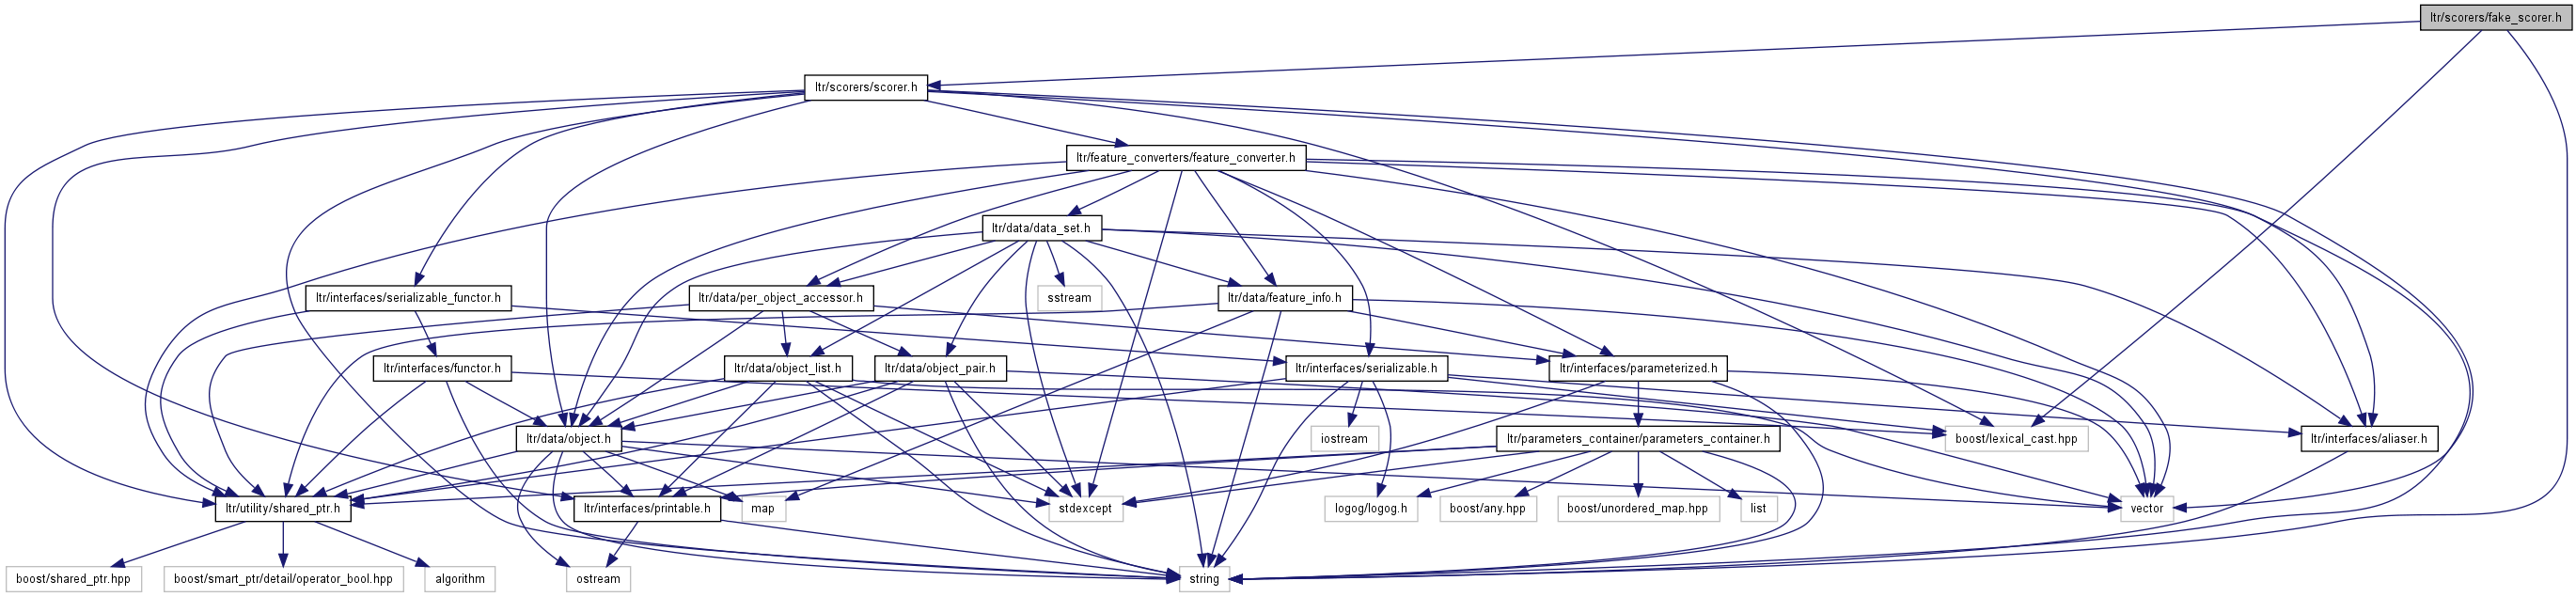 ltr/scorers/fake_scorer.h
ltr/scorers/scorer.h
ltr/feature_converters/feature_converter.h
ltr/data/data_set.h
ltr/interfaces/serializable_functor.h
ltr/data/per_object_accessor.h
sstream
ltr/data/feature_info.h
ltr/interfaces/functor.h
ltr/data/object_list.h
ltr/data/object_pair.h
ltr/interfaces/serializable.h
ltr/interfaces/parameterized.h
ltr/data/object.h
iostream
ltr/parameters_container/parameters_container.h
boost/lexical_cast.hpp
ltr/interfaces/aliaser.h
ltr/utility/shared_ptr.h
ltr/interfaces/printable.h
map
stdexcept
logog/logog.h
boost/any.hpp
boost/unordered_map.hpp
list
vector
boost/shared_ptr.hpp
boost/smart_ptr/detail/operator_bool.hpp
algorithm
ostream
string